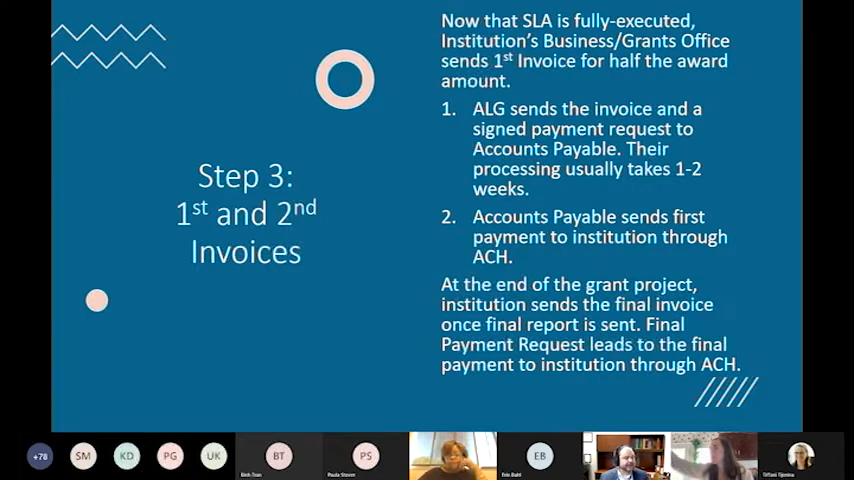 Now that SLA is fully-executed,
Institution's Business/Grants Office
sends 1st Invoice for half the award
amount.
1. ALG sends the invoice and a
signed payment request to
Accounts Payable. Their
processing usually takes 1-2
weeks.
2. Accounts Payable sends first
payment to institution through
ACH.
At the end of the grant project,
institution sends the final invoice
once final report is sent. Final
Payment Request leads to the final
payment to institution through ACH.
Step 3:
1st and 2nd
Invoices
+78
SM
KD
PG
UK
BT
Binh Tran
PS
EB
Erin Bahl